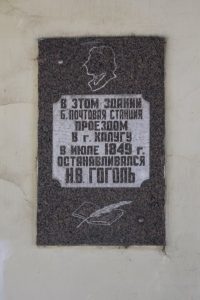 В ЭТОМ ЗДАНИИ
Б. ПОЧТОВАЯ СТАНЦИЯ
ПРОЕЗДОМ
В Г. КАЛУГУ
В ИЮЛЕ 1849 Г.
ОСТАНАВЛИВАЛСЯ
Н.В. ГОГОЛЬ